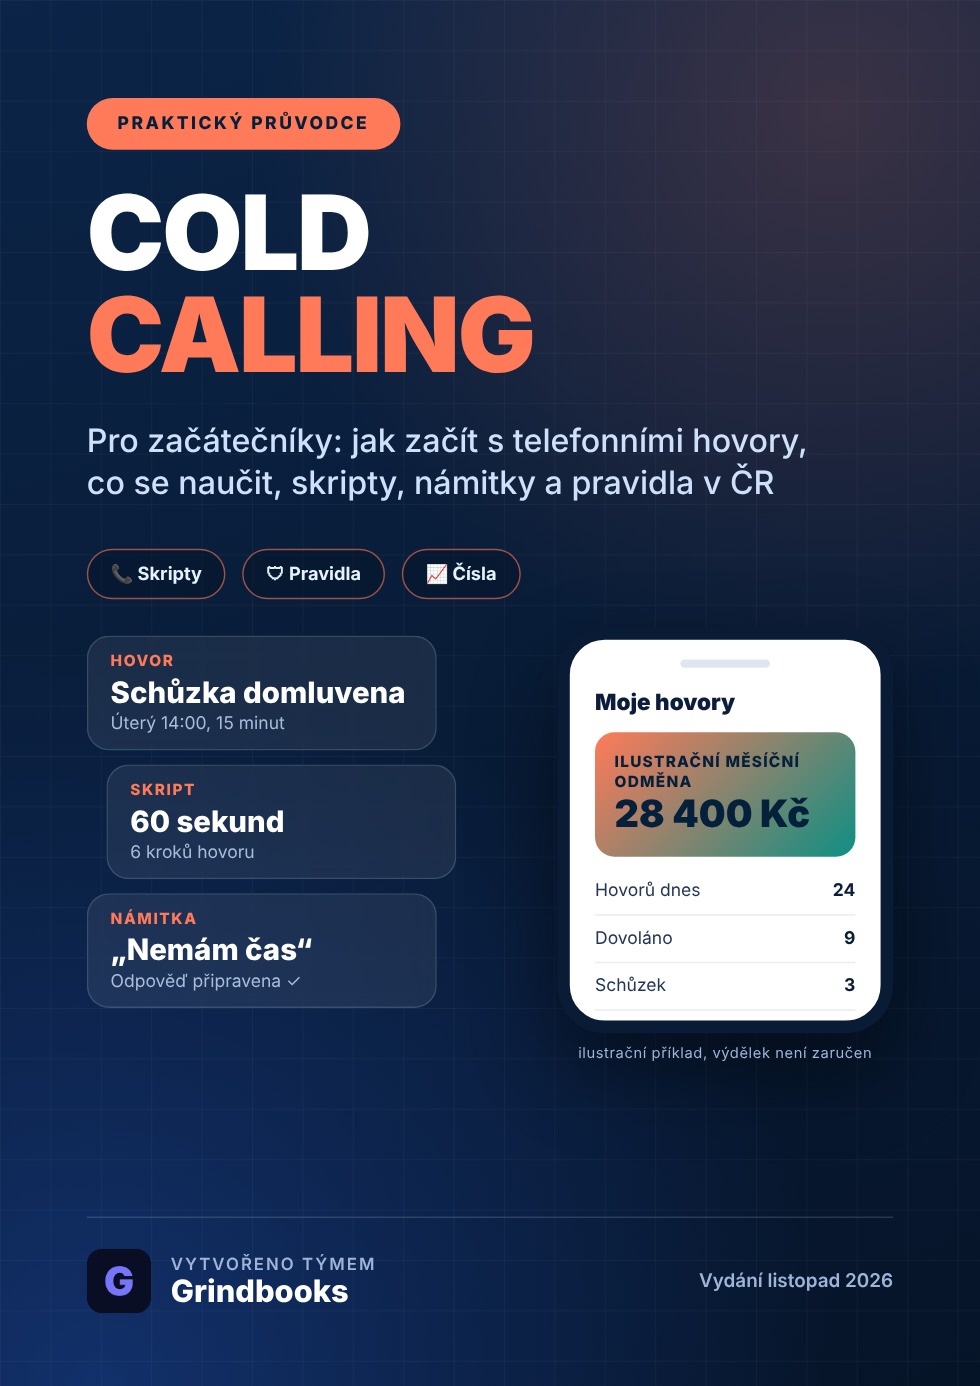 PRAKTICKÝ PRŮVODCE
COLD
CALLING
Pro začátečníky: jak začít s telefonními hovory,
co se naučit, skripty, námitky a pravidla v ČR
📞 Skripty
🛡 Pravidla
📈 Čísla
HOVOR
Schůzka domluvena
Úterý 14:00, 15 minut
SKRIPT
60 sekund
6 kroků hovoru
NÁMITKA
„Nemám čas“
Odpověď připravena ✓
Moje hovory
ILUSTRAČNÍ MĚSÍČNÍ
ODMĚNA
28 400 Kč
Hovorů dnes 24
Dovoláno 9
Schůzek 3
ilustrační příklad, výdělek není zaručen
G
VYTVOŘENO TÝMEM
Grindbooks
Vydání listopad 2026